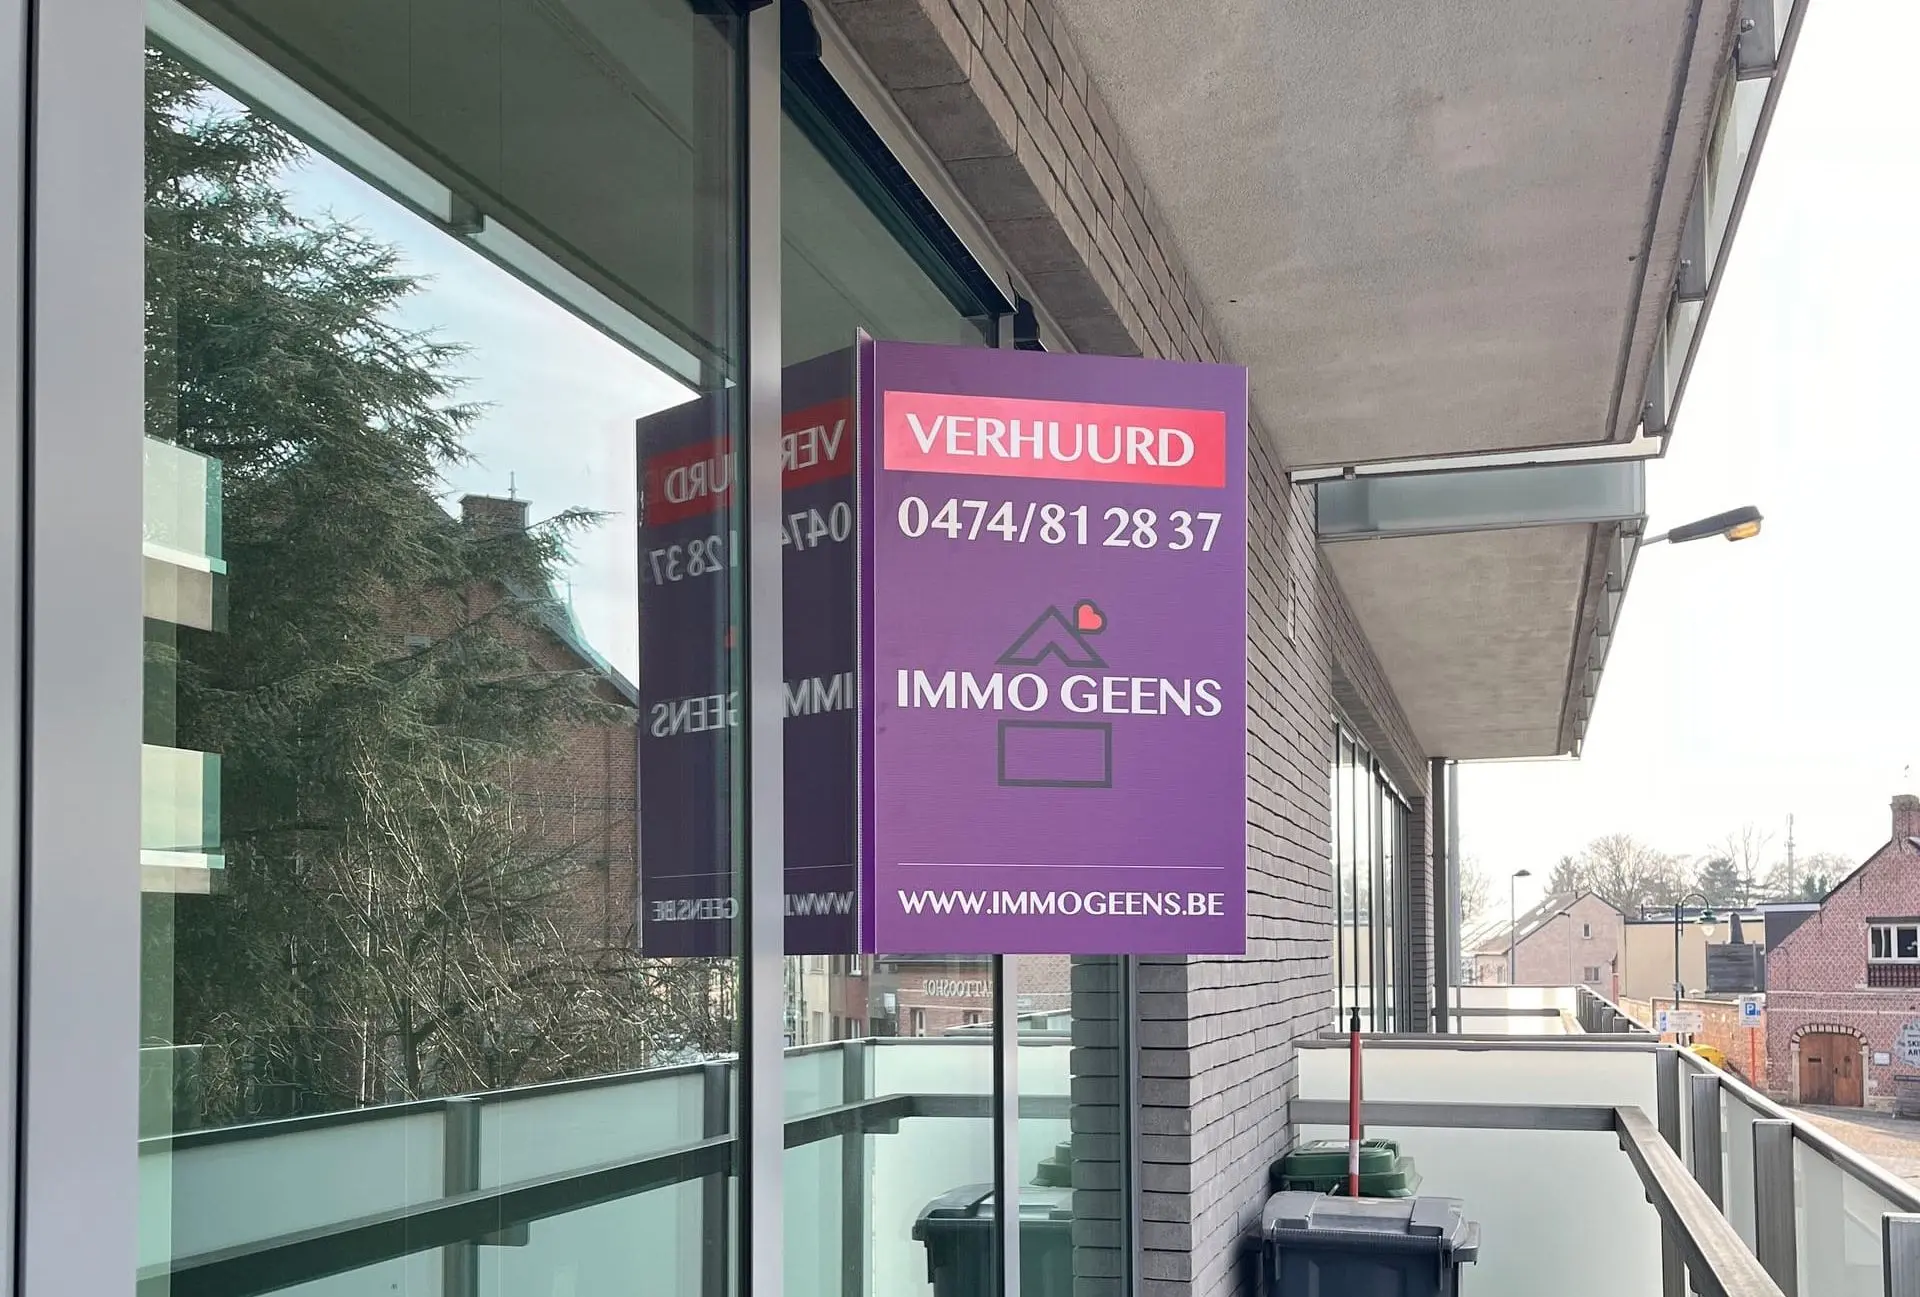 VERHUURD
0474/81 28 37
IMMO GEENS
WWW.IMMOGEENS.BE
P